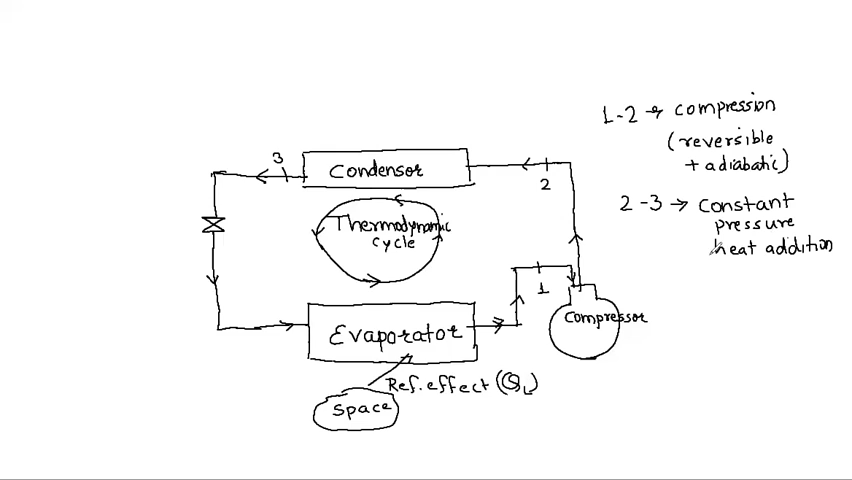 1-2 → compression
(reversible
+ adiabatic)
3
Condensor
2
2-3 → Constant
pressure
heat addition
Thermodynamic
cycle
1
Compressor
Evaporator
Ref. effect (QL)
Space